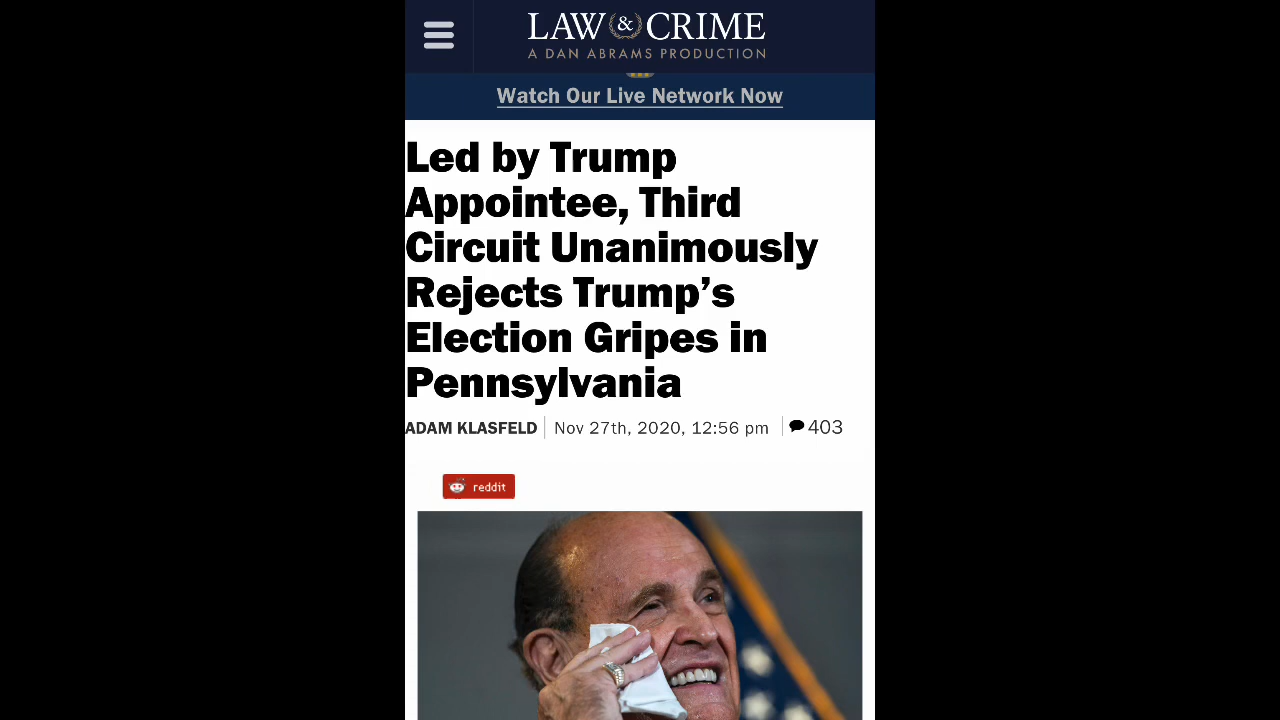 LAW & CRIME
A DAN ABRAMS PRODUCTION
Watch Our Live Network Now
Led by Trump
Appointee, Third
Circuit Unanimously
Rejects Trump’s
Election Gripes in
Pennsylvania
ADAM KLASFELD Nov 27th, 2020, 12:56 pm 403
reddit